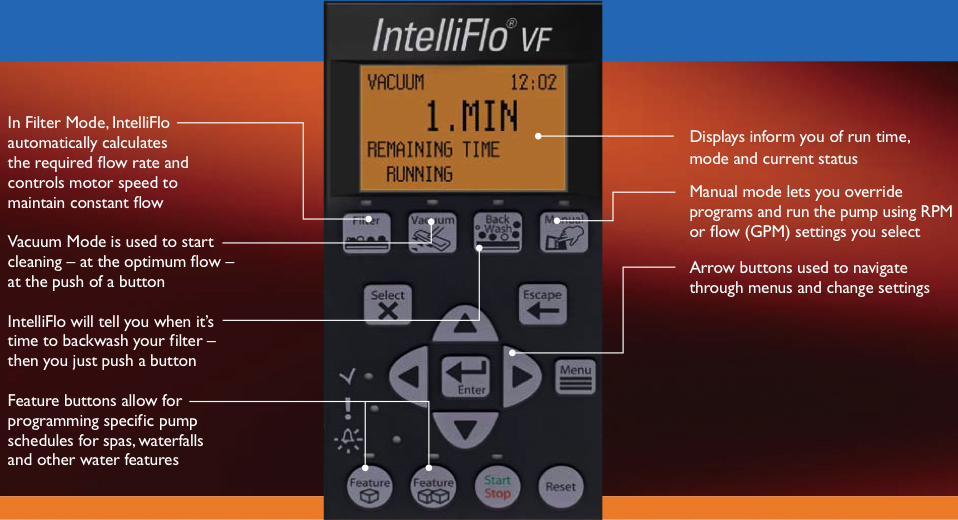 IntelliFlo® VF
VACUUM 12:02
1.MIN
REMAINING TIME
RUNNING
In Filter Mode, IntelliFlo
automatically calculates
the required flow rate and
controls motor speed to
maintain constant flow
Vacuum Mode is used to start
cleaning – at the optimum flow –
at the push of a button
IntelliFlo will tell you when it’s
time to backwash your filter –
then you just push a button
Feature buttons allow for
programming specific pump
schedules for spas, waterfalls
and other water features
Displays inform you of run time,
mode and current status
Manual mode lets you override
programs and run the pump using RPM
or flow (GPM) settings you select
Arrow buttons used to navigate
through menus and change settings
Filter
Vacuum
Back
Wash
Manual
Select
Escape
Enter
Menu
Feature
Feature
Start
Stop
Reset